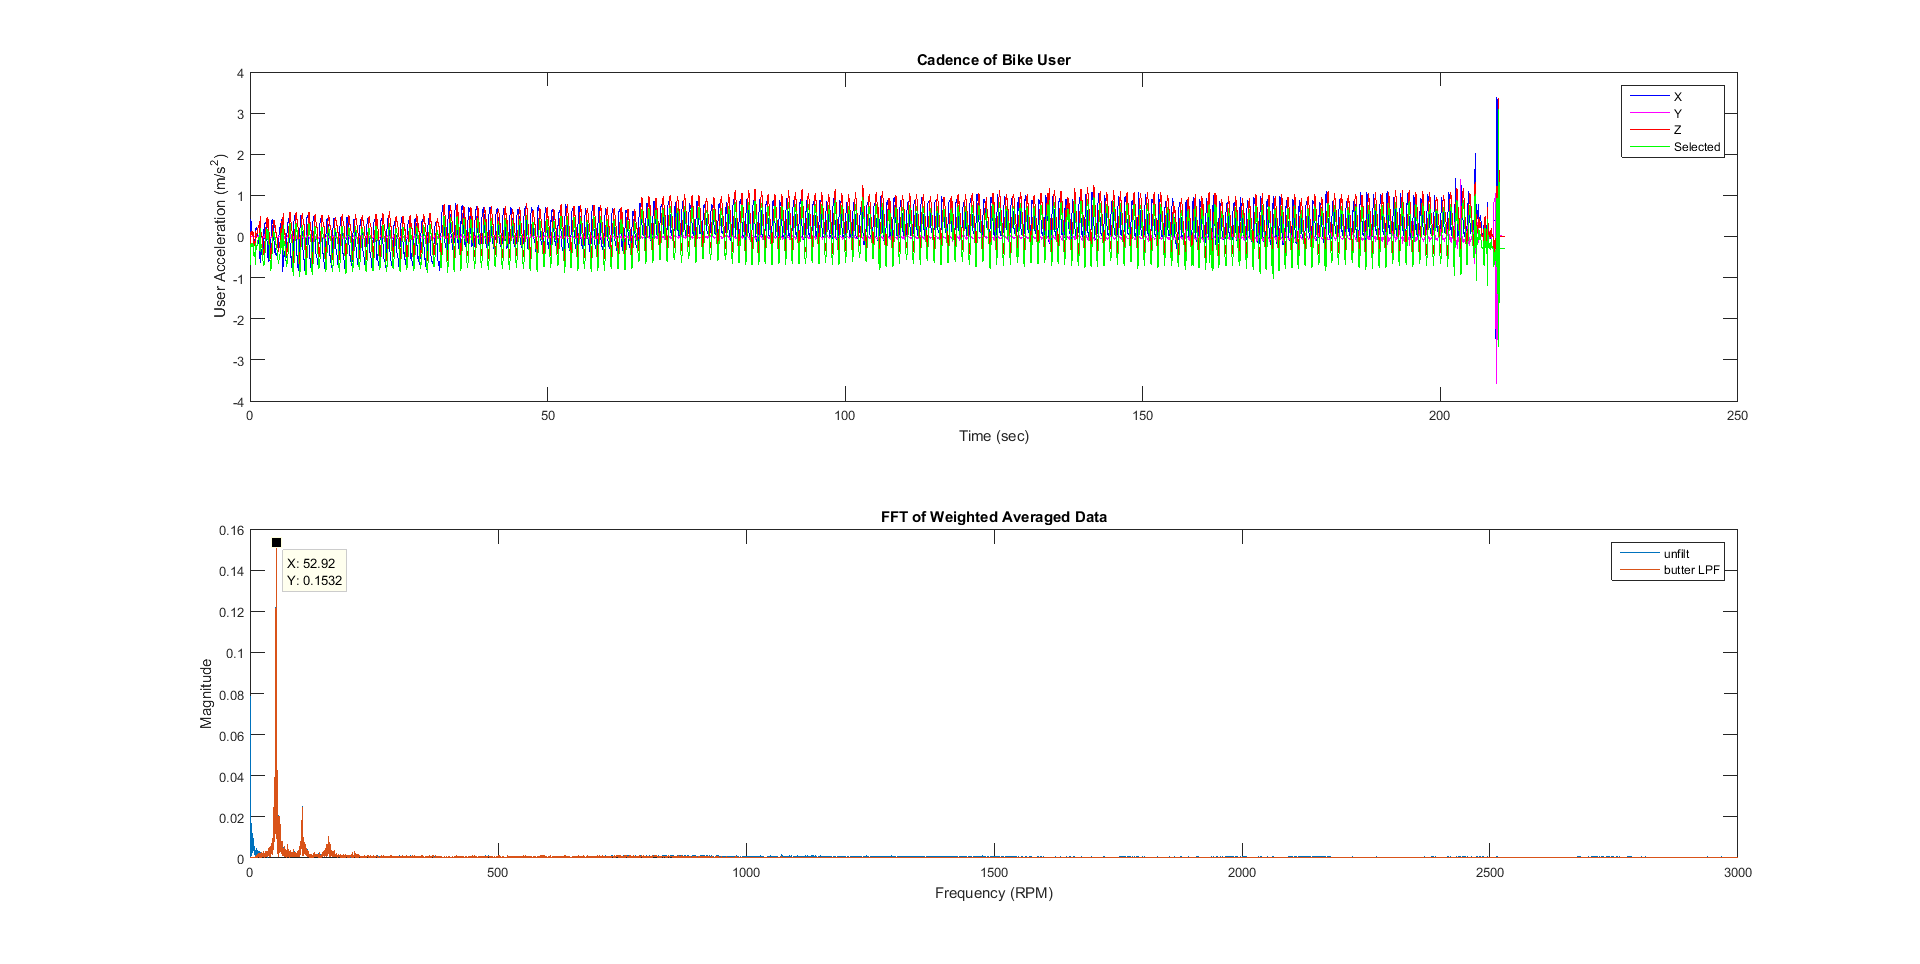 Cadence of Bike User
4
3
2
1
0
-1
-2
-3
-4
User Acceleration (m/s²)
0 50 100 150 200 250
Time (sec)
X
Y
Z
Selected
FFT of Weighted Averaged Data
0.16
0.14
0.12
0.1
0.08
0.06
0.04
0.02
0
Magnitude
X: 52.92
Y: 0.1532
unfilt
butter LPF
0 500 1000 1500 2000 2500 3000
Frequency (RPM)